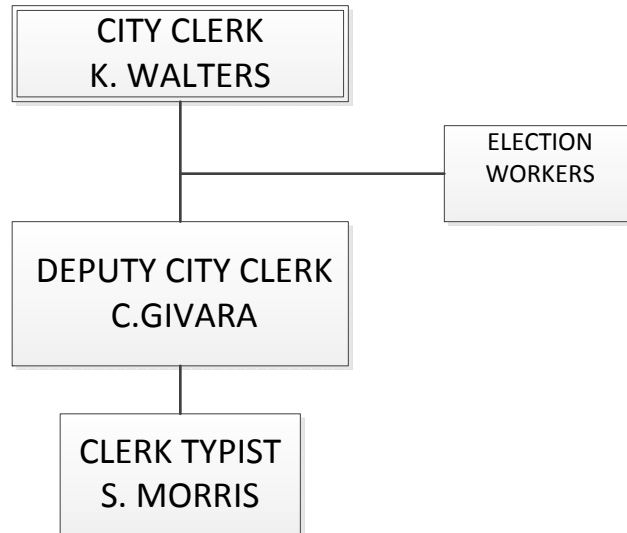 CITY CLERK
K. WALTERS
ELECTION
WORKERS
DEPUTY CITY CLERK
C.GIVARA
CLERK TYPIST
S. MORRIS